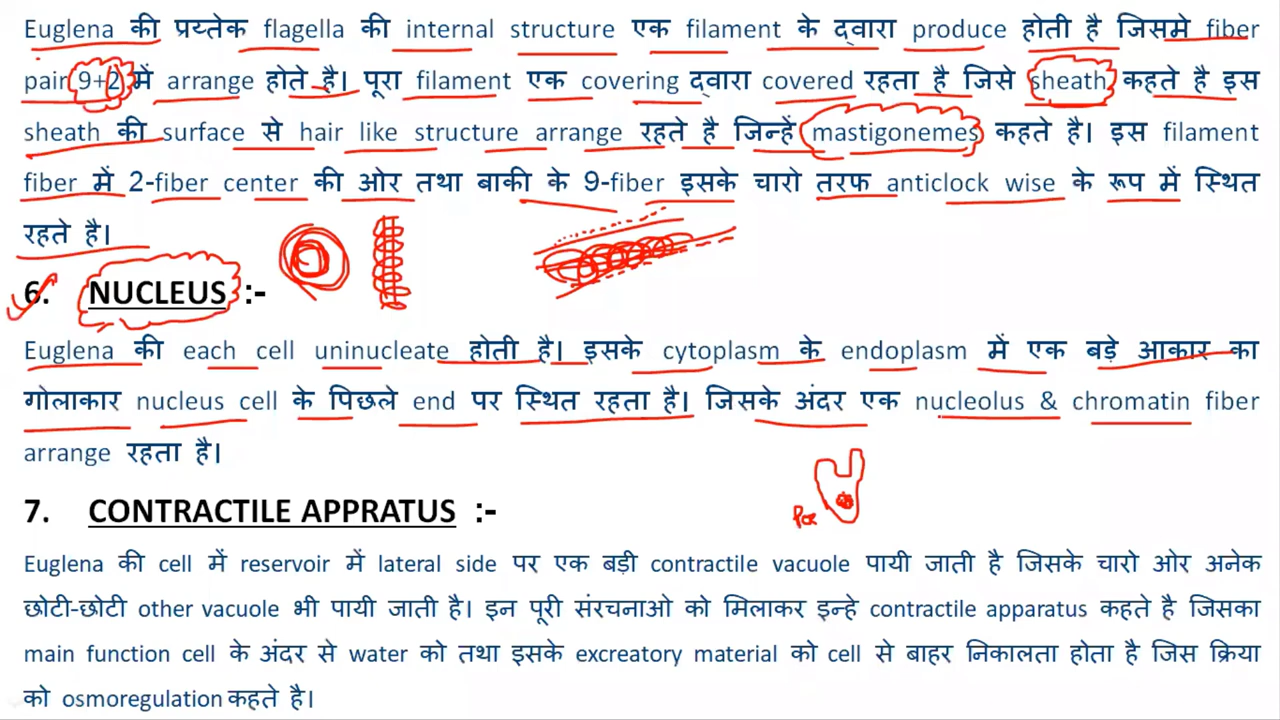 Euglena की प्रय्तेक flagella की internal structure एक filament के द्वारा produce होती है जिसमे fiber
pair 9+2 में arrange होते है। पूरा filament एक covering द्वारा covered रहता है जिसे sheath कहते है इस
sheath की surface से hair like structure arrange रहते है जिन्हें mastigonemes कहते है। इस filament
fiber में 2-fiber center की ओर तथा बाकी के 9-fiber इसके चारो तरफ anticlock wise के रूप में स्थित
रहते है।
6. NUCLEUS :-
Euglena की each cell uninucleate होती है। इसके cytoplasm के endoplasm में एक बड़े आकार का
गोलाकार nucleus cell के पिछले end पर स्थित रहता है। जिसके अंदर एक nucleolus & chromatin fiber
arrange रहता है।
7. CONTRACTILE APPRATUS :-
Euglena की cell में reservoir में lateral side पर एक बड़ी contractile vacuole पायी जाती है जिसके चारो ओर अनेक
छोटी-छोटी other vacuole भी पायी जाती है। इन पूरी संरचनाओ को मिलाकर इन्हे contractile apparatus कहते है जिसका
main function cell के अंदर से water को तथा इसके excreatory material को cell से बाहर निकालता होता है जिस क्रिया
को osmoregulation कहते है।